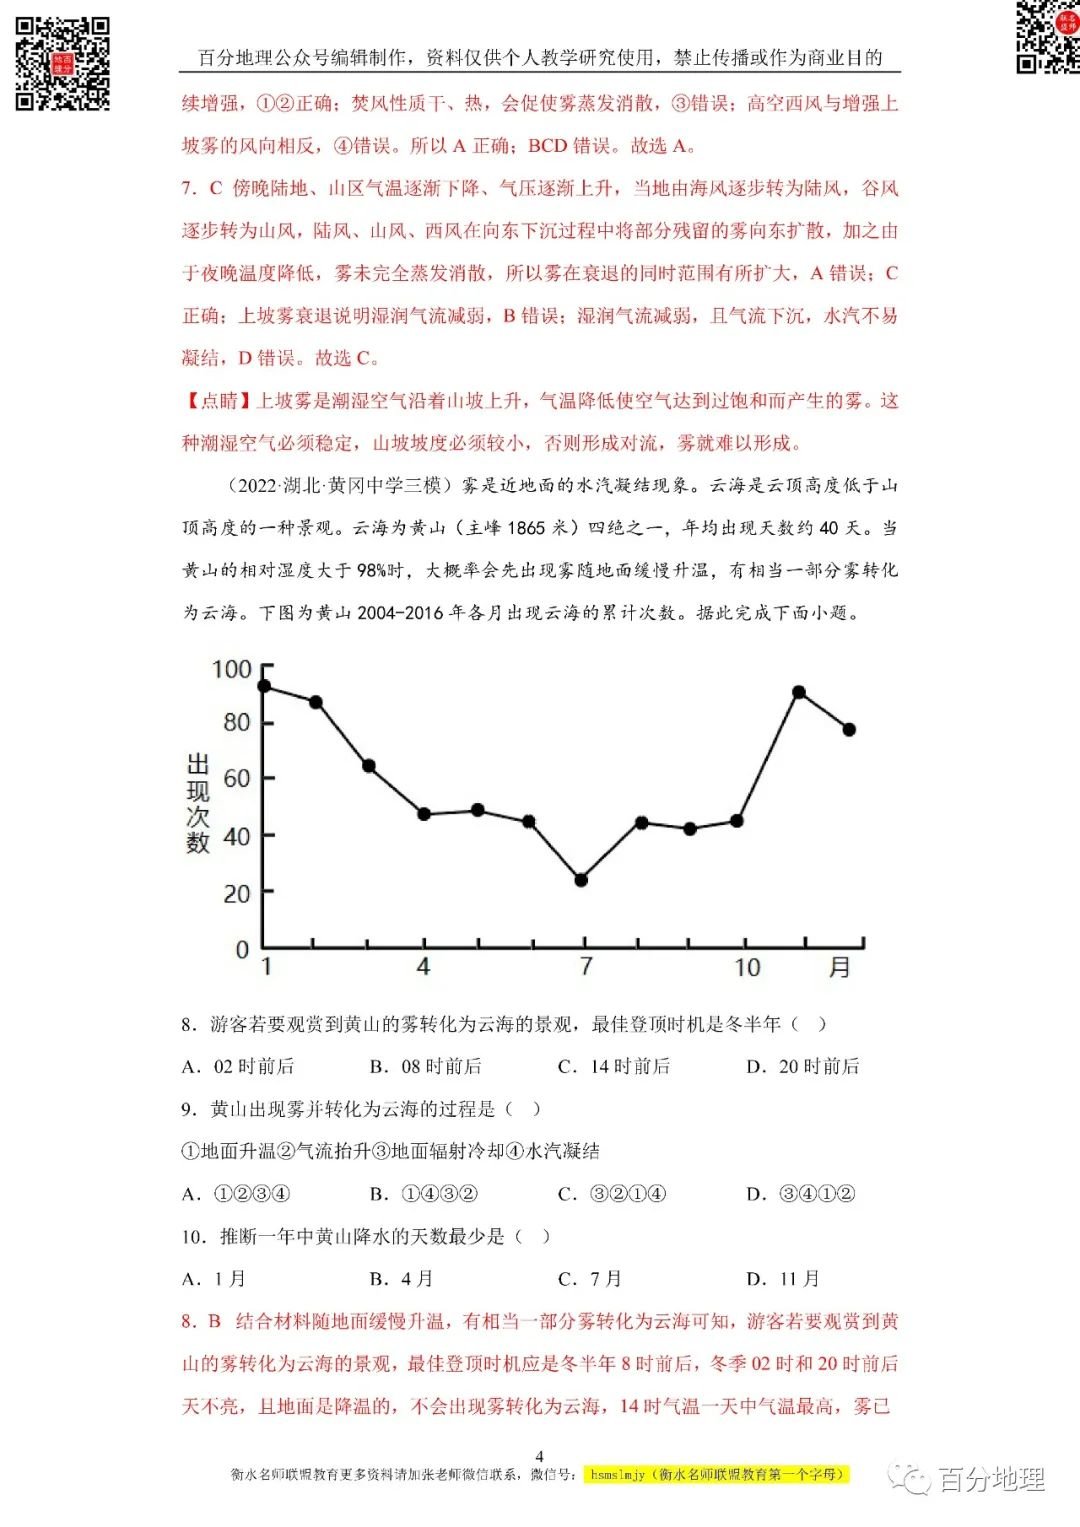 百分地理公众号编辑制作，资料仅供个人教学研究使用，禁止传播或作为商业目的
续增强，①②正确；焚风性质干、热，会促使雾蒸发消散，③错误；高空西风与增强上
坡雾的风向相反，④错误。所以 A 正确；BCD 错误。故选 A。
7．C 傍晚陆地、山区气温逐渐下降、气压逐渐上升，当地由海风逐步转为陆风，谷风
逐步转为山风，陆风、山风、西风在向东下沉过程中将部分残留的雾向东扩散，加之由
于夜晚温度降低，雾未完全蒸发消散，所以雾在衰退的同时范围有所扩大，A 错误；C
正确；上坡雾衰退说明湿润气流减弱，B 错误；湿润气流减弱，且气流下沉，水汽不易
凝结，D 错误。故选 C。
【点睛】上坡雾是潮湿空气沿着山坡上升，气温降低使空气达到过饱和而产生的雾。这
种潮湿空气必须稳定，山坡坡度必须较小，否则形成对流，雾就难以形成。
（2022·湖北·黄冈中学三模）雾是近地面的水汽凝结现象。云海是云顶高度低于山
顶高度的一种景观。云海为黄山（主峰 1865 米）四绝之一，年均出现天数约 40 天。当
黄山的相对湿度大于 98%时，大概率会先出现雾随地面缓慢升温，有相当一部分雾转化
为云海。下图为黄山 2004-2016 年各月出现云海的累计次数。据此完成下面小题。
100
80
60
40
20
0
出现次数
1 4 7 10 月
8．游客若要观赏到黄山的雾转化为云海的景观，最佳登顶时机是冬半年（ ）
A．02 时前后 B．08 时前后 C．14 时前后 D．20 时前后
9．黄山出现雾并转化为云海的过程是（ ）
①地面升温②气流抬升③地面辐射冷却④水汽凝结
A．①②③④ B．①④③② C．③②①④ D．③④①②
10．推断一年中黄山降水的天数最少是（ ）
A．1 月 B．4 月 C．7 月 D．11 月
8．B 结合材料随地面缓慢升温，有相当一部分雾转化为云海可知，游客若要观赏到黄
山的雾转化为云海的景观，最佳登顶时机应是冬半年 8 时前后，冬季 02 时和 20 时前后
天不亮，且地面是降温的，不会出现雾转化为云海，14 时气温一天中气温最高，雾已
4
衡水名师联盟教育更多资料请加张老师微信联系，微信号： hsmslmjy（衡水名师联盟教育第一个字母）
百分地理